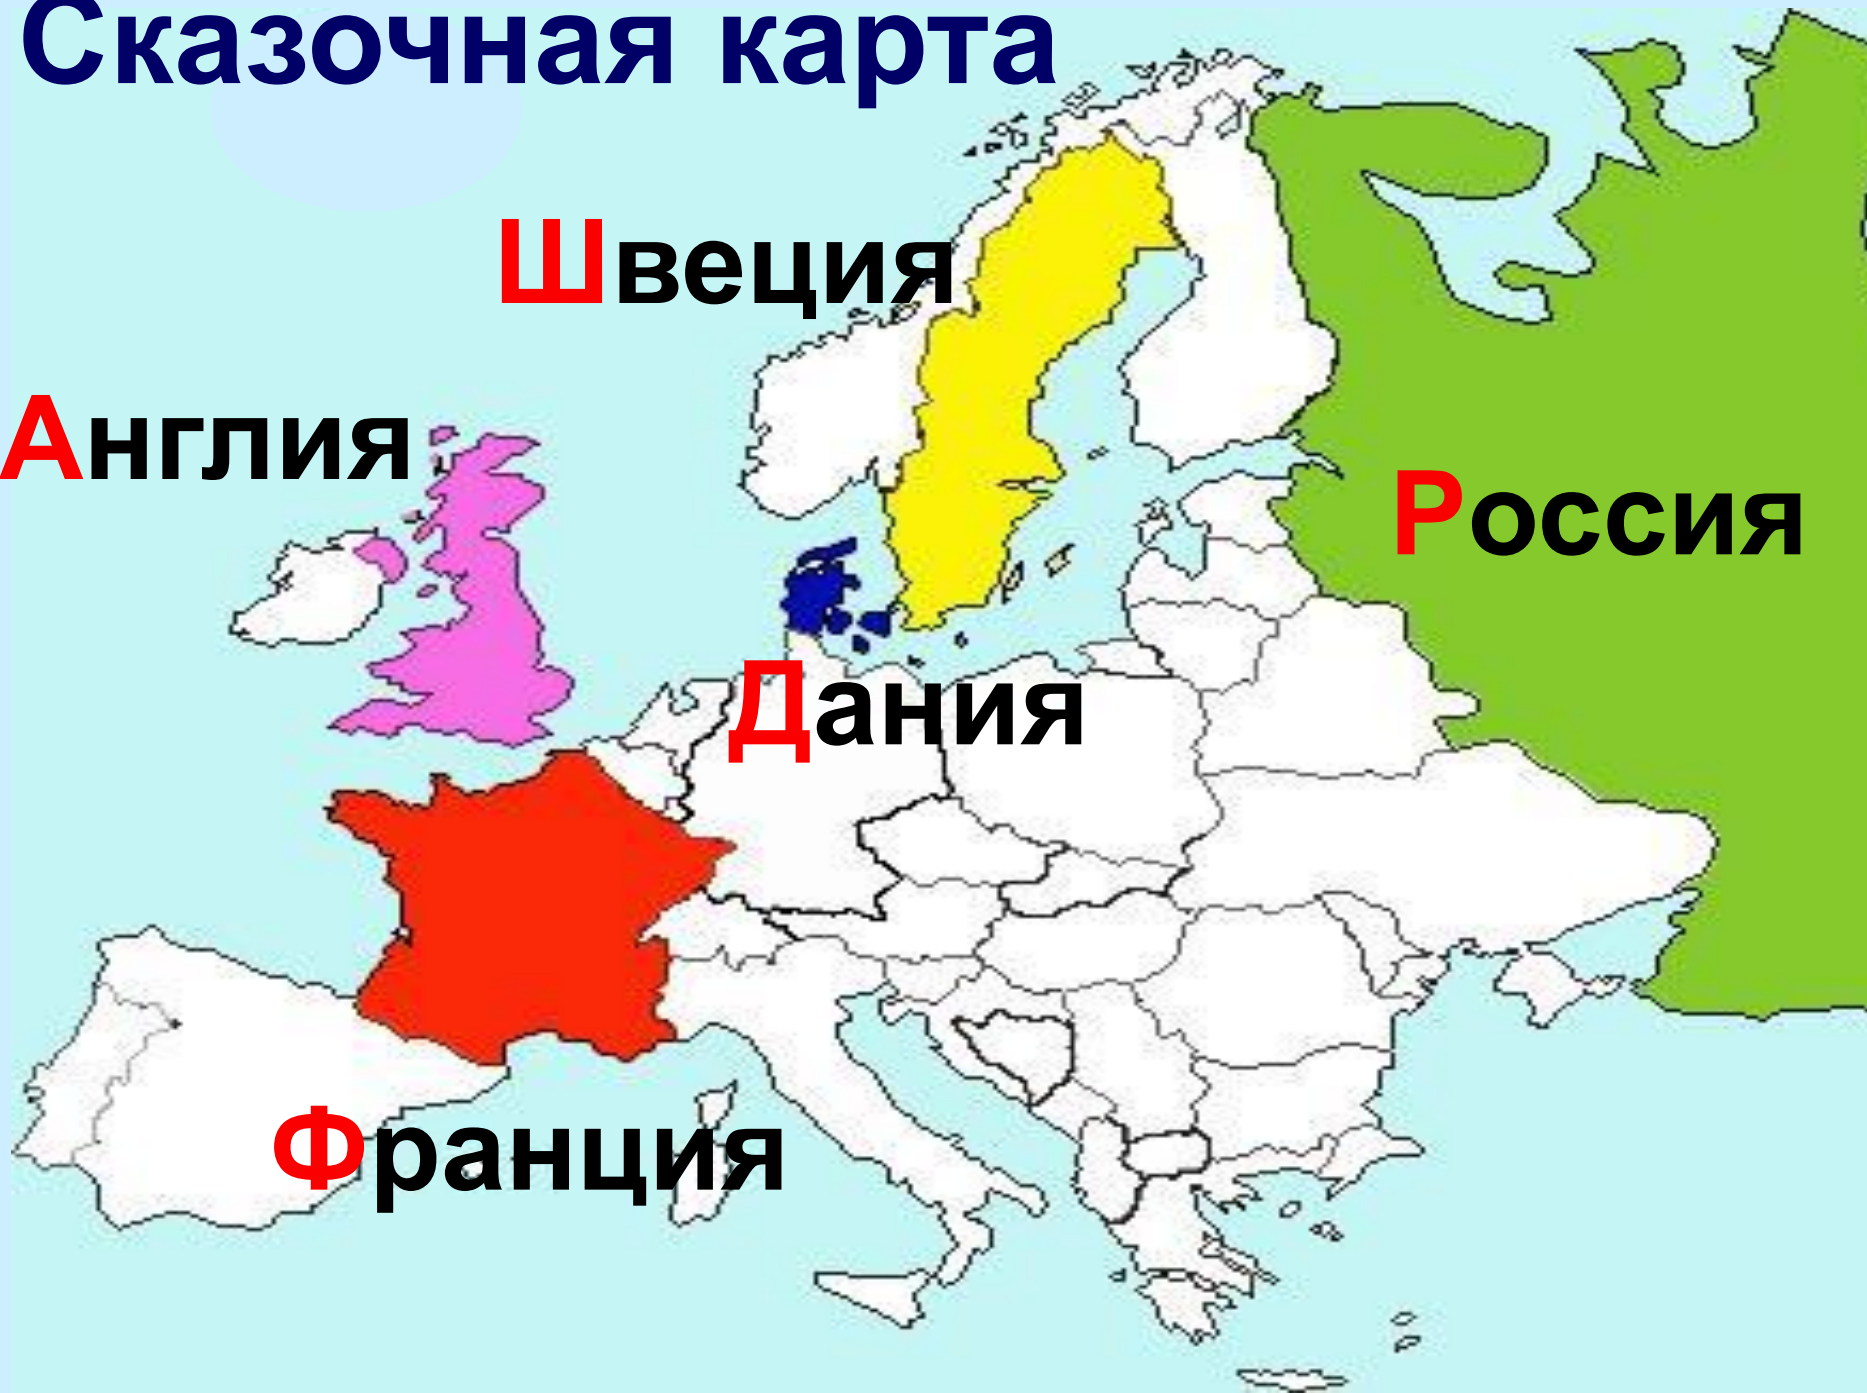 Сказочная карта
Швеция
Англия
Россия
Дания
Франция